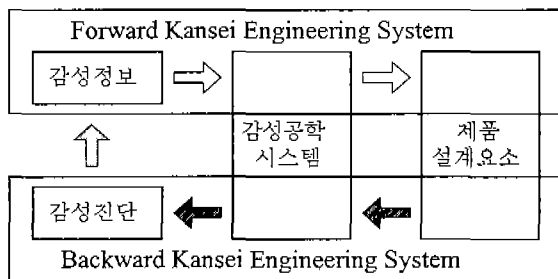 Forward Kansei Engineering System
감성정보
감성공학
시스템
제품
설계요소
감성진단
Backward Kansei Engineering System